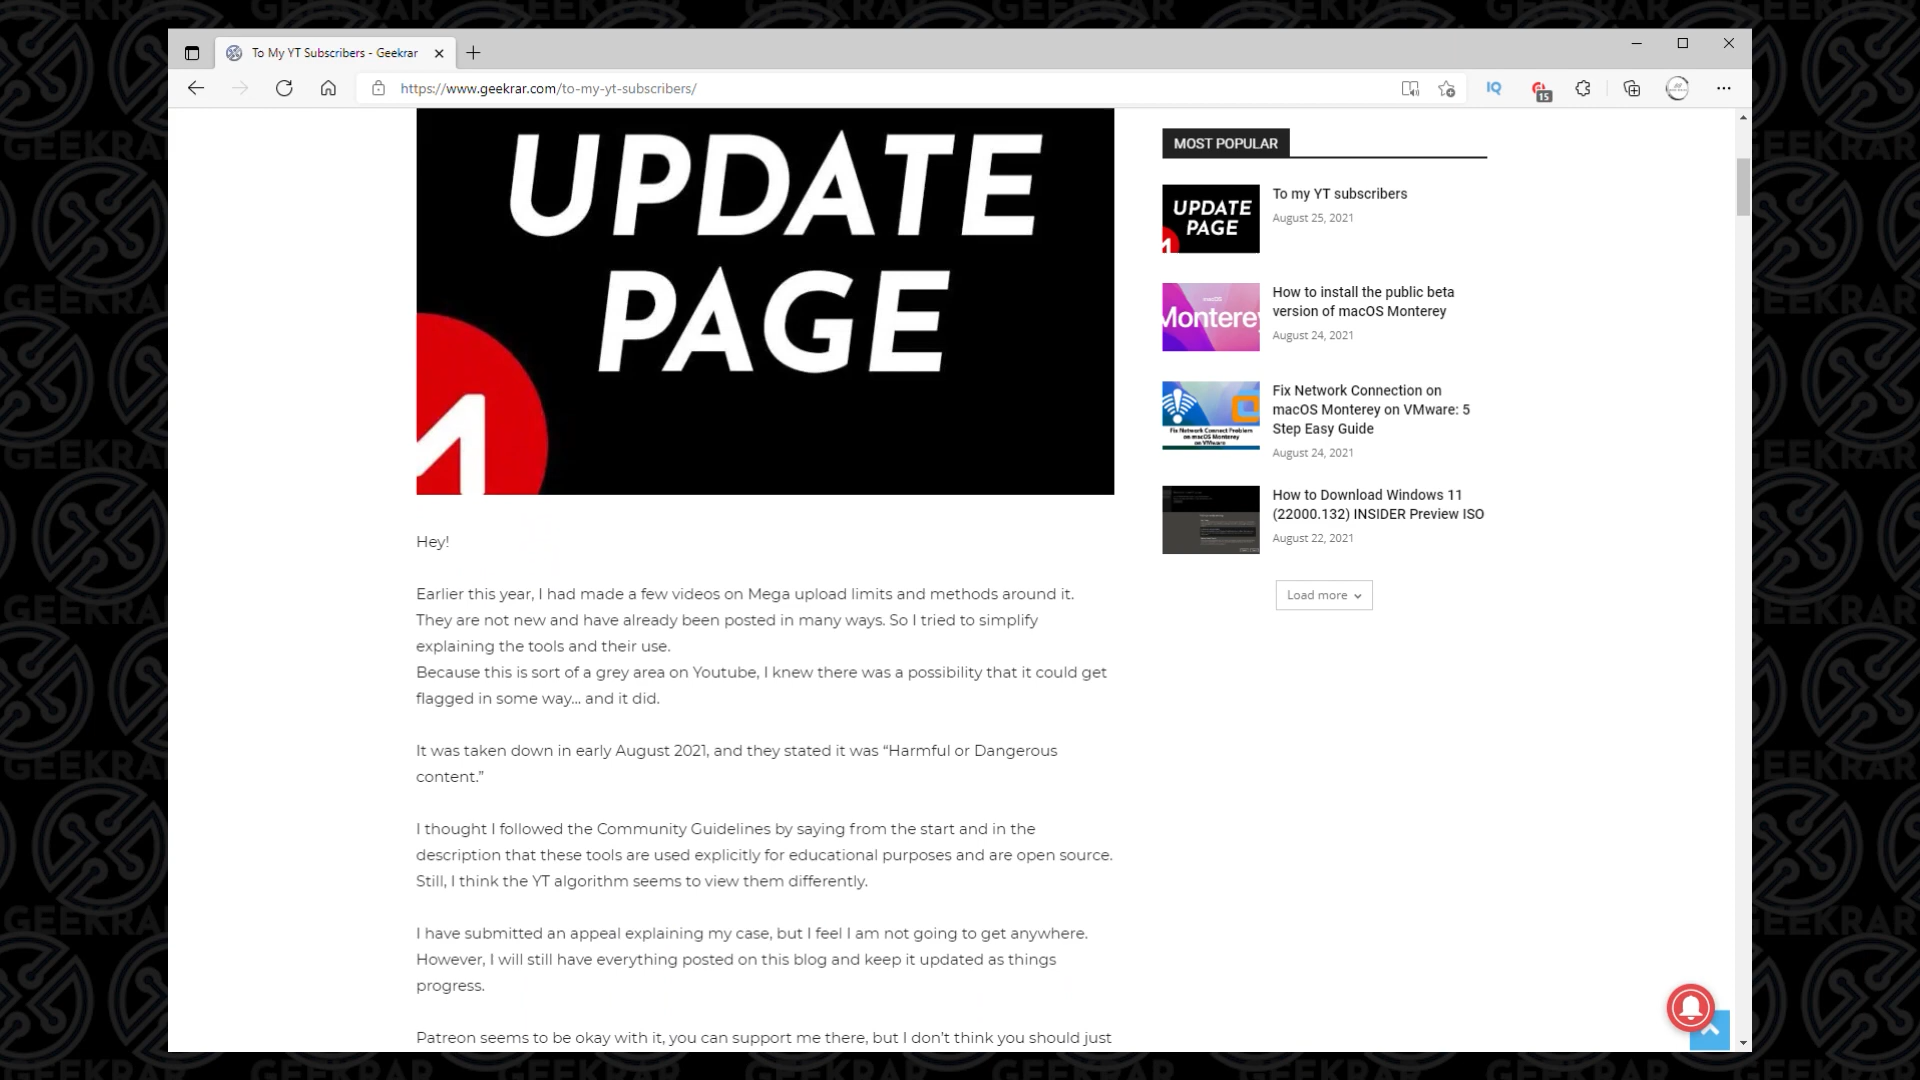 To My YT Subscribers - Geekrar
https://www.geekrar.com/to-my-yt-subscribers/
IQ
15
UPDATE
PAGE
Hey!
Earlier this year, I had made a few videos on Mega upload limits and methods around it.
They are not new and have already been posted in many ways. So I tried to simplify
explaining the tools and their use.
Because this is sort of a grey area on Youtube, I knew there was a possibility that it could get
flagged in some way... and it did.
It was taken down in early August 2021, and they stated it was “Harmful or Dangerous
content.”
I thought I followed the Community Guidelines by saying from the start and in the
description that these tools are used explicitly for educational purposes and are open source.
Still, I think the YT algorithm seems to view them differently.
I have submitted an appeal explaining my case, but I feel I am not going to get anywhere.
However, I will still have everything posted on this blog and keep it updated as things
progress.
Patreon seems to be okay with it, you can support me there, but I don’t think you should just
MOST POPULAR
UPDATE
PAGE
To my YT subscribers
August 25, 2021
macOS
Monterey
How to install the public beta
version of macOS Monterey
August 24, 2021
Fix Network Connect Problem
on macOS Monterey
on VMware
Fix Network Connection on
macOS Monterey on VMware: 5
Step Easy Guide
August 24, 2021
How to Download Windows 11
(22000.132) INSIDER Preview ISO
August 22, 2021
Load more
GEEKRAR